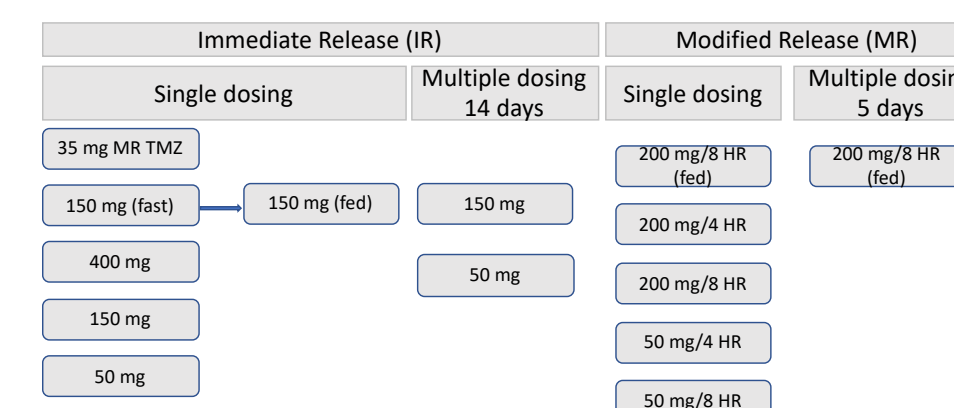 Immediate Release (IR)
Modified Release (MR)
Single dosing
Multiple dosing
14 days
Single dosing
Multiple
5 days
35 mg MR TMZ
150 mg (fast)
150 mg (fed)
400 mg
150 mg
50 mg
150 mg
50 mg
200 mg/8 HR
(fed)
200 mg/4 HR
200 mg/8 HR
50 mg/4 HR
50 mg/8 HR
200 mg/8 HR
(fed)